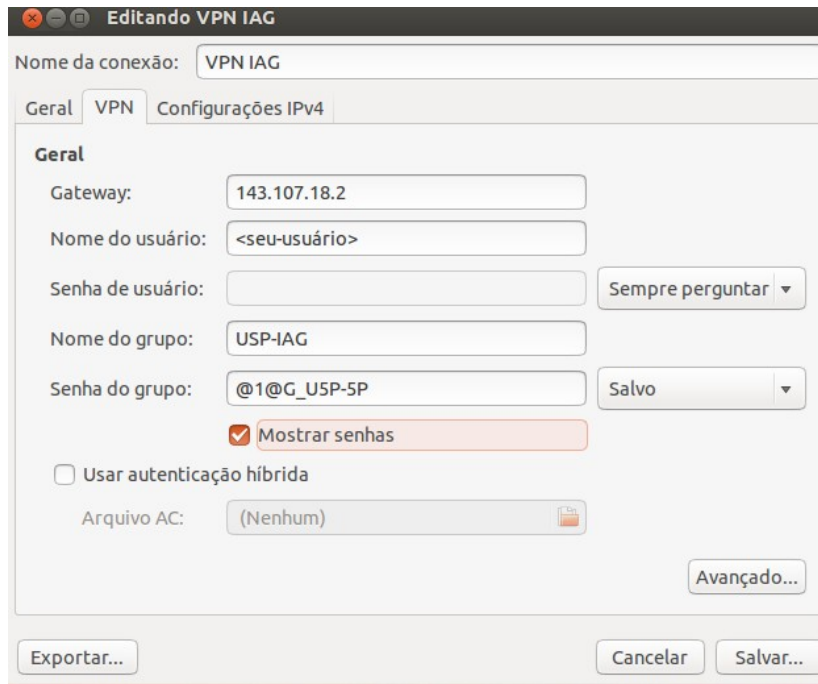 Editando VPN IAG
Nome da conexão: VPN IAG
Geral VPN Configurações IPv4
Geral
Gateway: 143.107.18.2
Nome do usuário: <seu-usuário>
Senha de usuário: Sempre perguntar
Nome do grupo: USP-IAG
Senha do grupo: @1@G_U5P-5P Salvo
Mostrar senhas
Usar autenticação híbrida
Arquivo AC: (Nenhum)
Avançado...
Exportar... Cancelar Salvar...